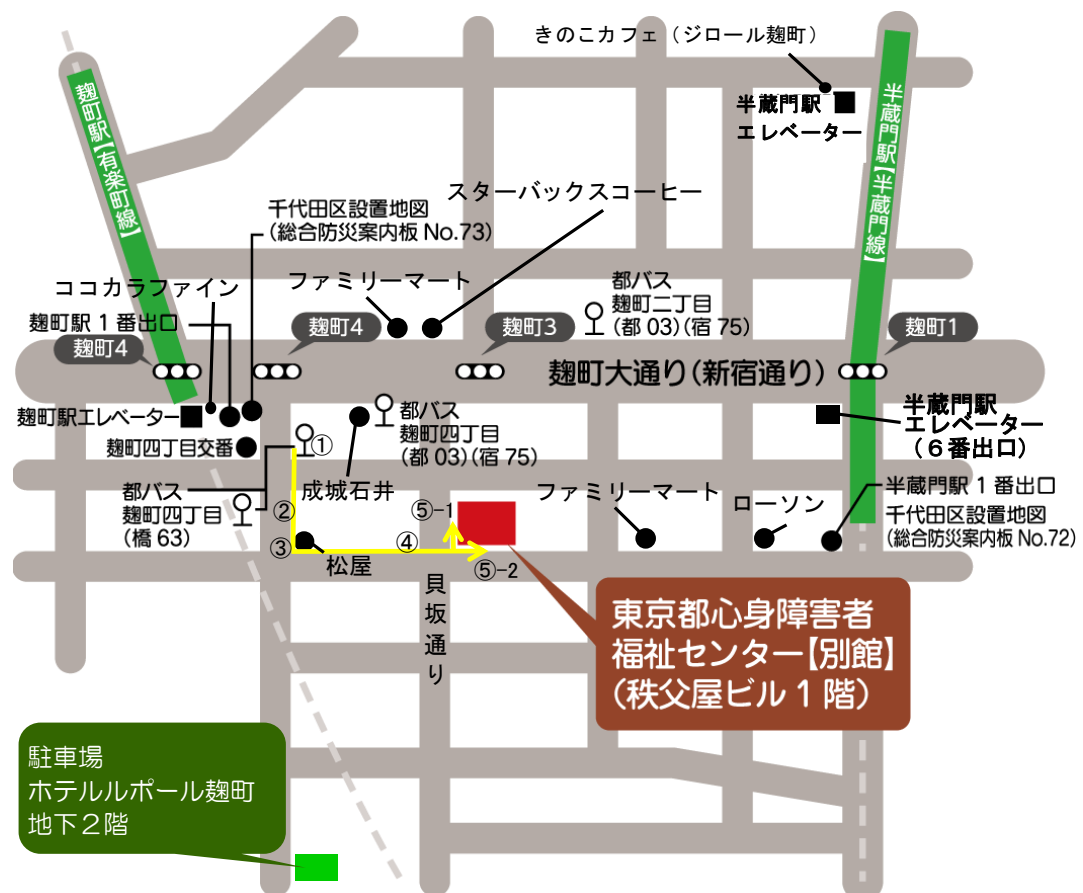 きのこカフェ（ジロール麹町）
半蔵門駅
エレベーター
麹町駅【有楽町線】
半蔵門駅【半蔵門線】
スターバックスコーヒー
千代田区設置地図
（総合防災案内板 No.73）
ファミリーマート
ココカラファイン
都バス
麹町二丁目
（都 03）（宿 75）
麹町駅 1 番出口
麹町4
麹町4
麹町3
麹町1
麹町大通り（新宿通り）
麹町駅エレベーター
麹町四丁目交番
①
都バス
麹町四丁目
（都 03）（宿 75）
半蔵門駅
エレベーター
（６番出口）
都バス
麹町四丁目
（橋 63）
成城石井
②
③
松屋
④
⑤-1
⑤-2
ファミリーマート
ローソン
半蔵門駅 1 番出口
千代田区設置地図
（総合防災案内板 No.72）
貝坂通り
東京都心身障害者
福祉センター【別館】
（秩父屋ビル 1 階）
駐車場
ホテルルポール麹町
地下２階